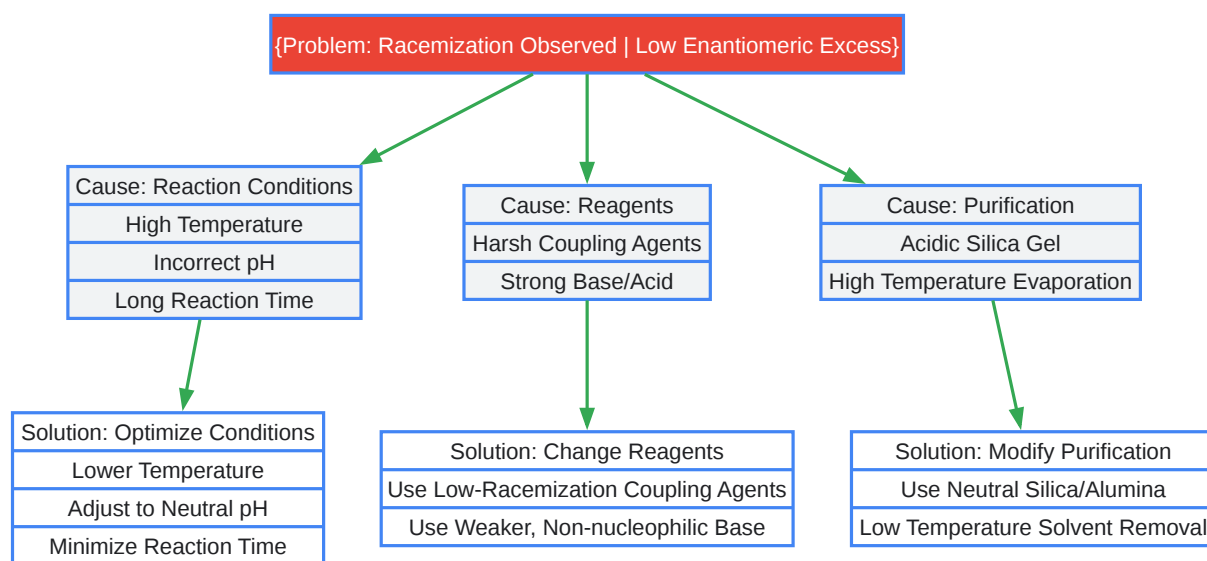 {Problem: Racemization Observed | Low Enantiomeric Excess}
Cause: Reaction Conditions
High Temperature
Incorrect pH
Long Reaction Time
Cause: Reagents
Harsh Coupling Agents
Strong Base/Acid
Cause: Purification
Acidic Silica Gel
High Temperature Evaporation
Solution: Optimize Conditions
Lower Temperature
Adjust to Neutral pH
Minimize Reaction Time
Solution: Change Reagents
Use Low-Racemization Coupling Agents
Use Weaker, Non-nucleophilic Base
Solution: Modify Purification
Use Neutral Silica/Alumina
Low Temperature Solvent Removal